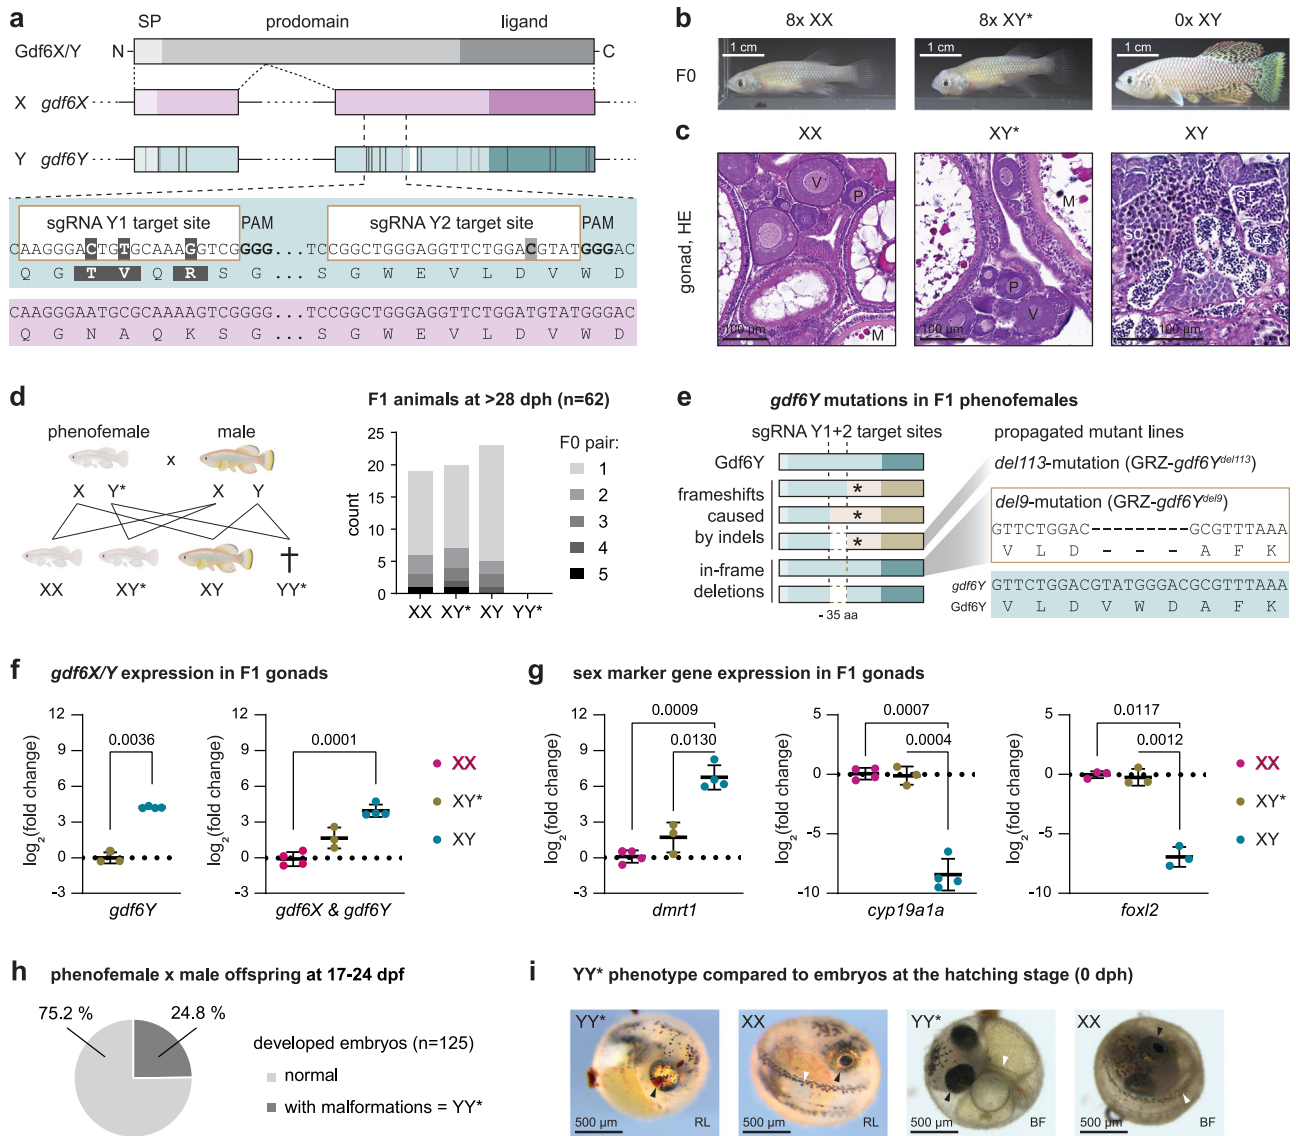 a
SP prodomain ligand
Gdf6X/Y N C
X gdf6X
Y gdf6Y
sgRNA Y1 target site PAM sgRNA Y2 target site PAM
CAAGGGACTGTGCAAAGGTCGGGG...TCCGGCTGGGAGGTTCTGGACGTATGGGAC
Q G T V Q R S G ... S G W E V L D V W D
CAAGGGAATGCGCAAAAGTCGGGG...TCCGGCTGGGAGGTTCTGGATGTATGGGAC
Q G N A Q K S G ... S G W E V L D V W D
b
8x XX 8x XY* 0x XY
F0
1 cm 1 cm 1 cm
c
XX XY* XY
gonad, HE
V P M
P V M
SC ST SZ
100 µm 100 µm 100 µm
d
phenofemale male
x
X Y* X Y
XX XY* XY YY*
F1 animals at >28 dph (n=62)
count
25
20
15
10
5
0
XX XY* XY YY*
F0 pair:
1
2
3
4
5
e
gdf6Y mutations in F1 phenofemales
sgRNA Y1+2 target sites
Gdf6Y
frameshifts
caused
by indels
in-frame
deletions
* * *
- 35 aa
propagated mutant lines
del113-mutation (GRZ-gdf6Y^del113)
del9-mutation (GRZ-gdf6Y^del9)
GTTCTGGAC---------GCGTTTAAA
V L D - - - A F K
gdf6Y GTTCTGGACGTATGGGACGCGTTTAAA
Gdf6Y V L D V W D A F K
f
gdf6X/Y expression in F1 gonads
log2(fold change)
12
9
6
3
0
-3
0.0036
gdf6Y
log2(fold change)
12
9
6
3
0
-3
0.0001
gdf6X & gdf6Y
XX
XY*
XY
g
sex marker gene expression in F1 gonads
log2(fold change)
12
9
6
3
0
-3
0.0009
0.0130
dmrt1
log2(fold change)
5
0
-5
-10
0.0007
0.0004
cyp19a1a
log2(fold change)
5
0
-5
-10
0.0117
0.0012
foxl2
XX
XY*
XY
h
phenofemale x male offspring at 17-24 dpf
75.2 % 24.8 %
developed embryos (n=125)
normal
with malformations = YY*
i
YY* phenotype compared to embryos at the hatching stage (0 dph)
YY* XX YY* XX
500 µm RL 500 µm RL 500 µm BF 500 µm BF